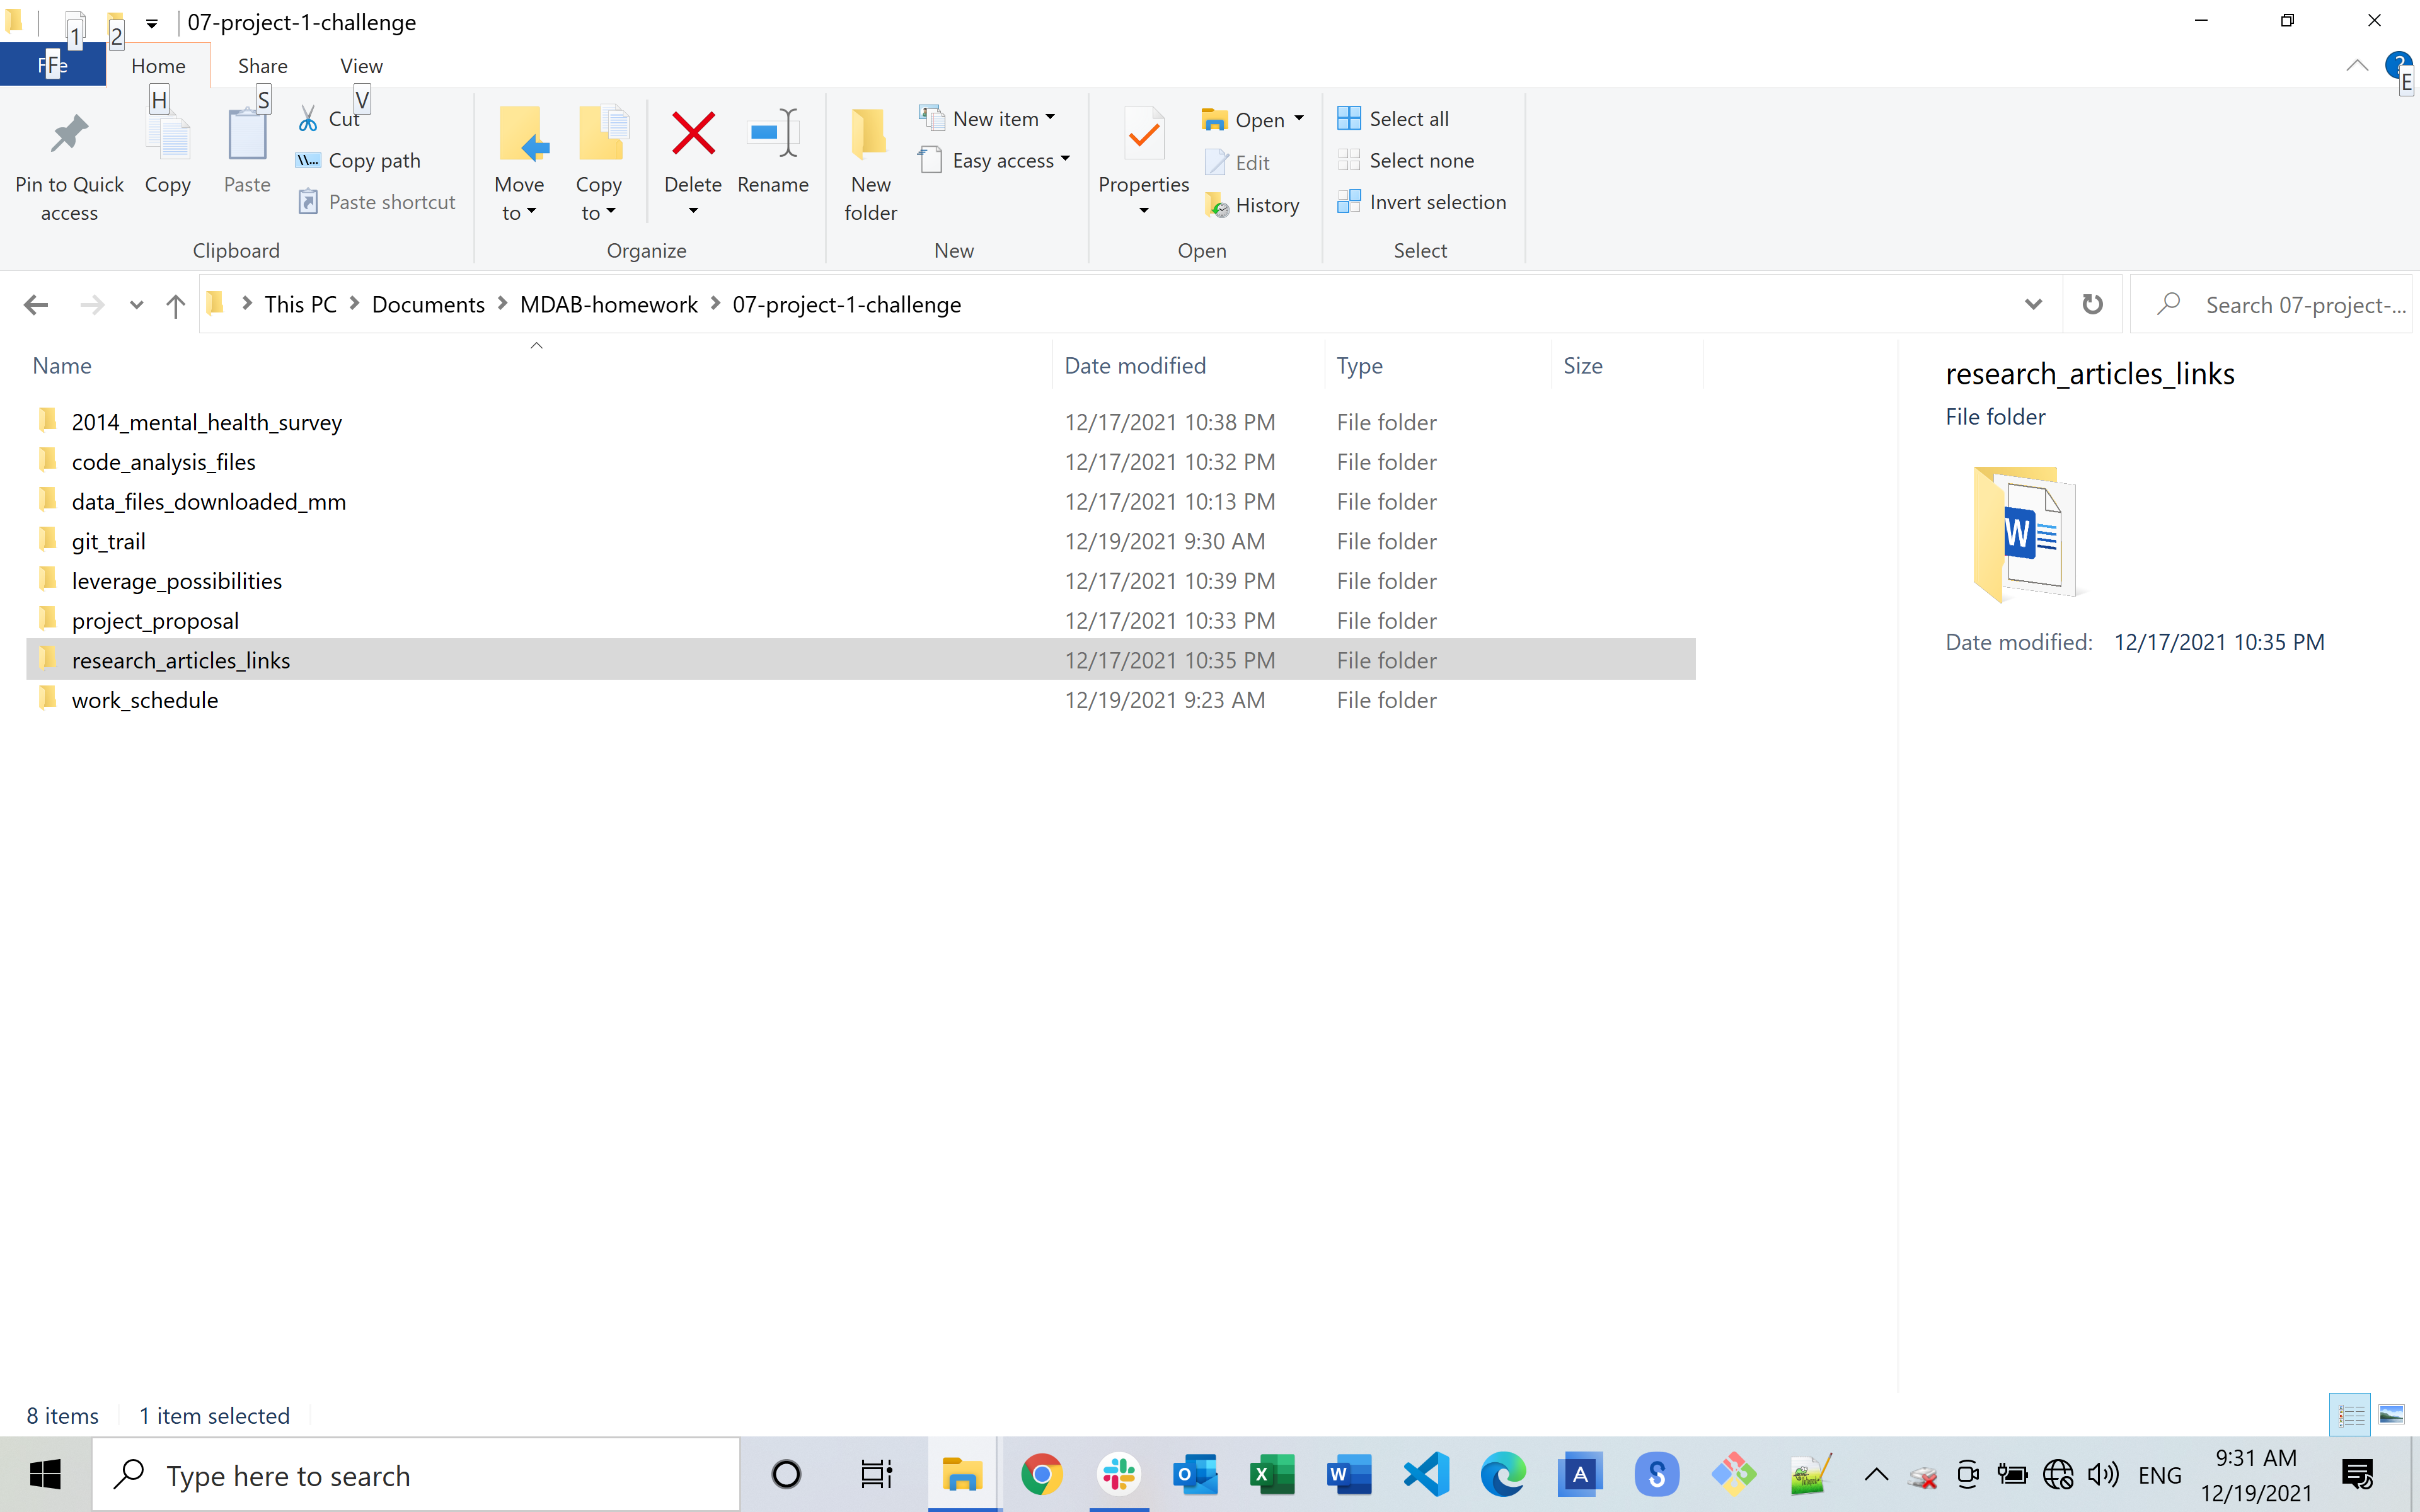 1 2 07-project-1-challenge
F Home Share View
H S V E
Pin to Quick access
Copy
Paste
Cut
\\... Copy path
Paste shortcut
Clipboard
Move to
Copy to
Delete
Rename
Organize
New folder
New item
Easy access
New
Properties
Open
Edit
History
Open
Select all
Select none
Invert selection
Select
This PC Documents MDAB-homework 07-project-1-challenge
Search 07-project-...
Name Date modified Type Size
2014_mental_health_survey 12/17/2021 10:38 PM File folder
code_analysis_files 12/17/2021 10:32 PM File folder
data_files_downloaded_mm 12/17/2021 10:13 PM File folder
git_trail 12/19/2021 9:30 AM File folder
leverage_possibilities 12/17/2021 10:39 PM File folder
project_proposal 12/17/2021 10:33 PM File folder
research_articles_links 12/17/2021 10:35 PM File folder
work_schedule 12/19/2021 9:23 AM File folder
research_articles_links
File folder
W
Date modified: 12/17/2021 10:35 PM
8 items 1 item selected
Type here to search
O X W A S
ENG
9:31 AM
12/19/2021